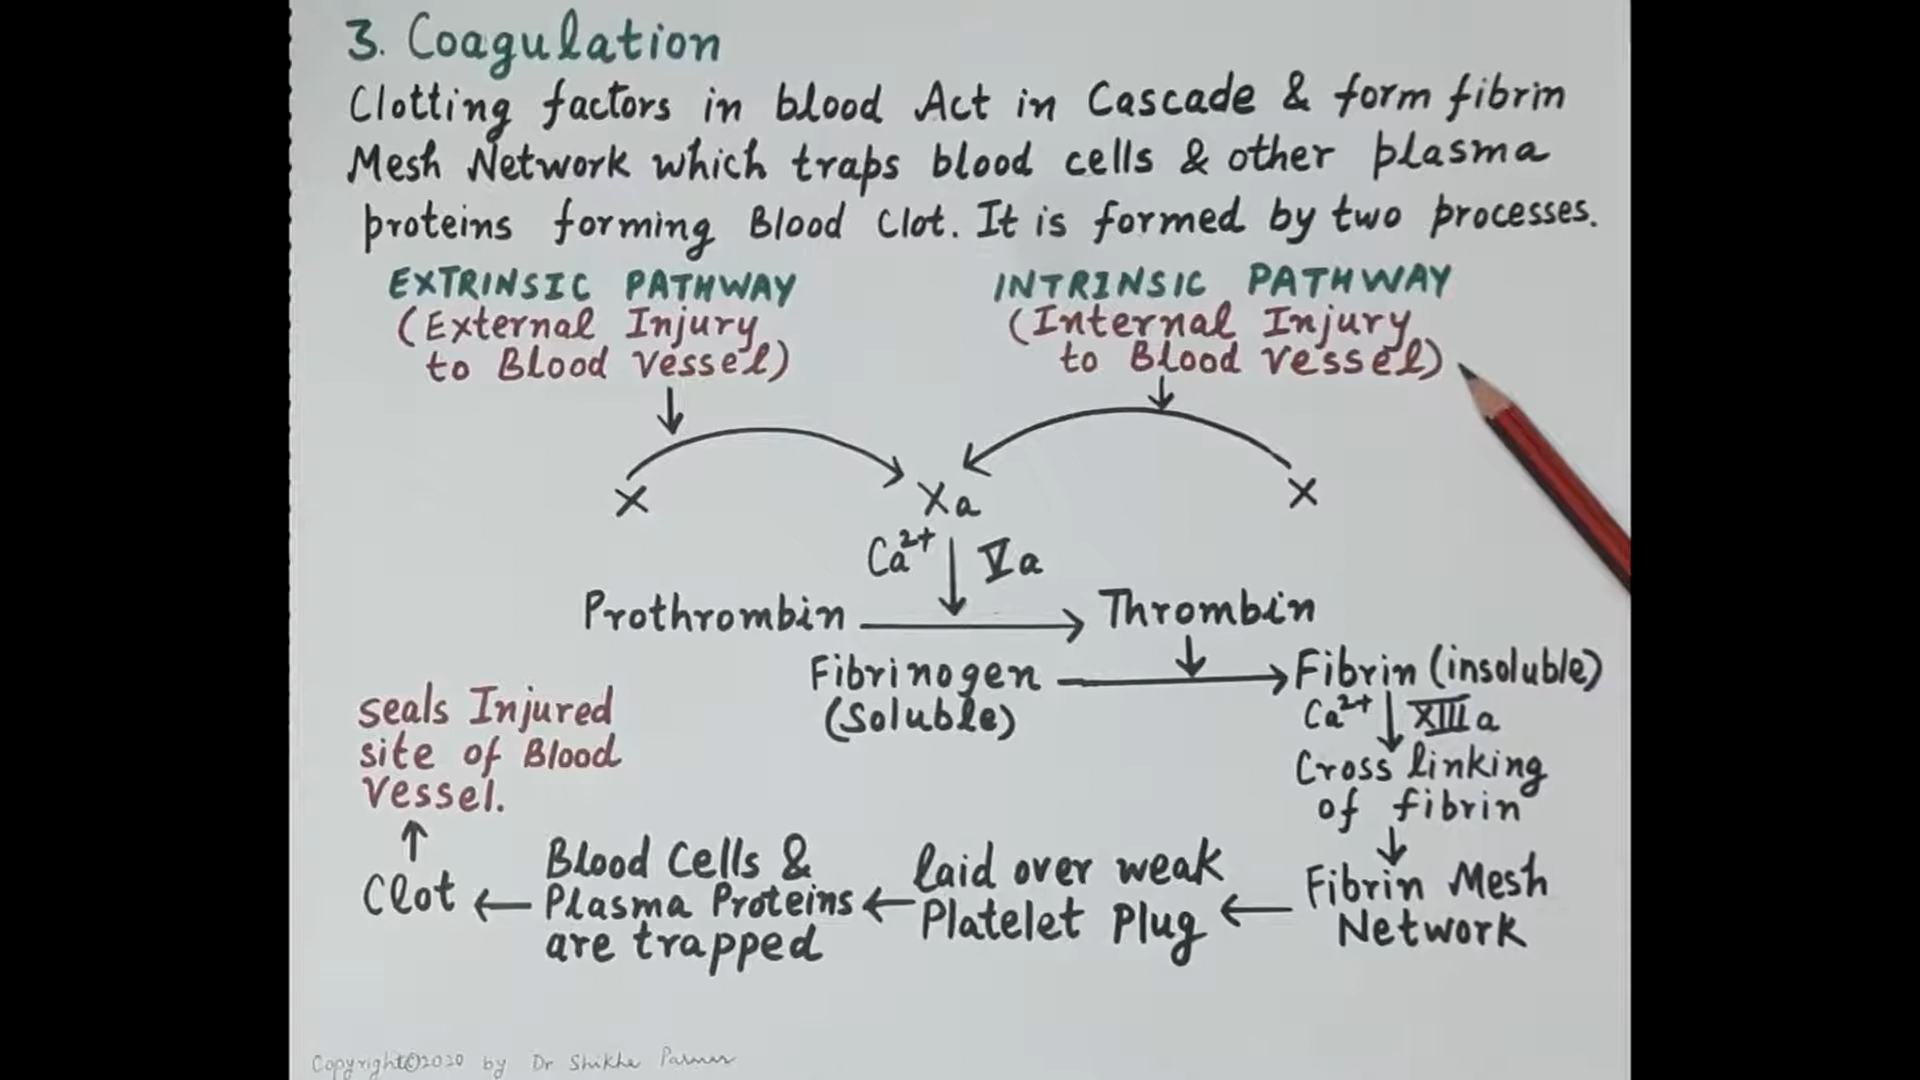 3. Coagulation
Clotting factors in blood Act in Cascade & form fibrin
Mesh Network which traps blood cells & other plasma
proteins forming Blood Clot. It is formed by two processes.
EXTRINSIC PATHWAY
(External Injury
to Blood Vessel)
INTRINSIC PATHWAY
(Internal Injury
to Blood Vessel)
X
Xa
X
Ca2+ Va
Prothrombin
Thrombin
Fibrinogen
(Soluble)
Fibrin (insoluble)
Ca2+ XIIIa
Cross linking
of fibrin
Fibrin Mesh
Network
laid over weak
Platelet Plug
Blood Cells &
Plasma Proteins
are trapped
Clot
seals Injured
site of Blood
Vessel.
Copyright©2020 by Dr Shikha Parmar